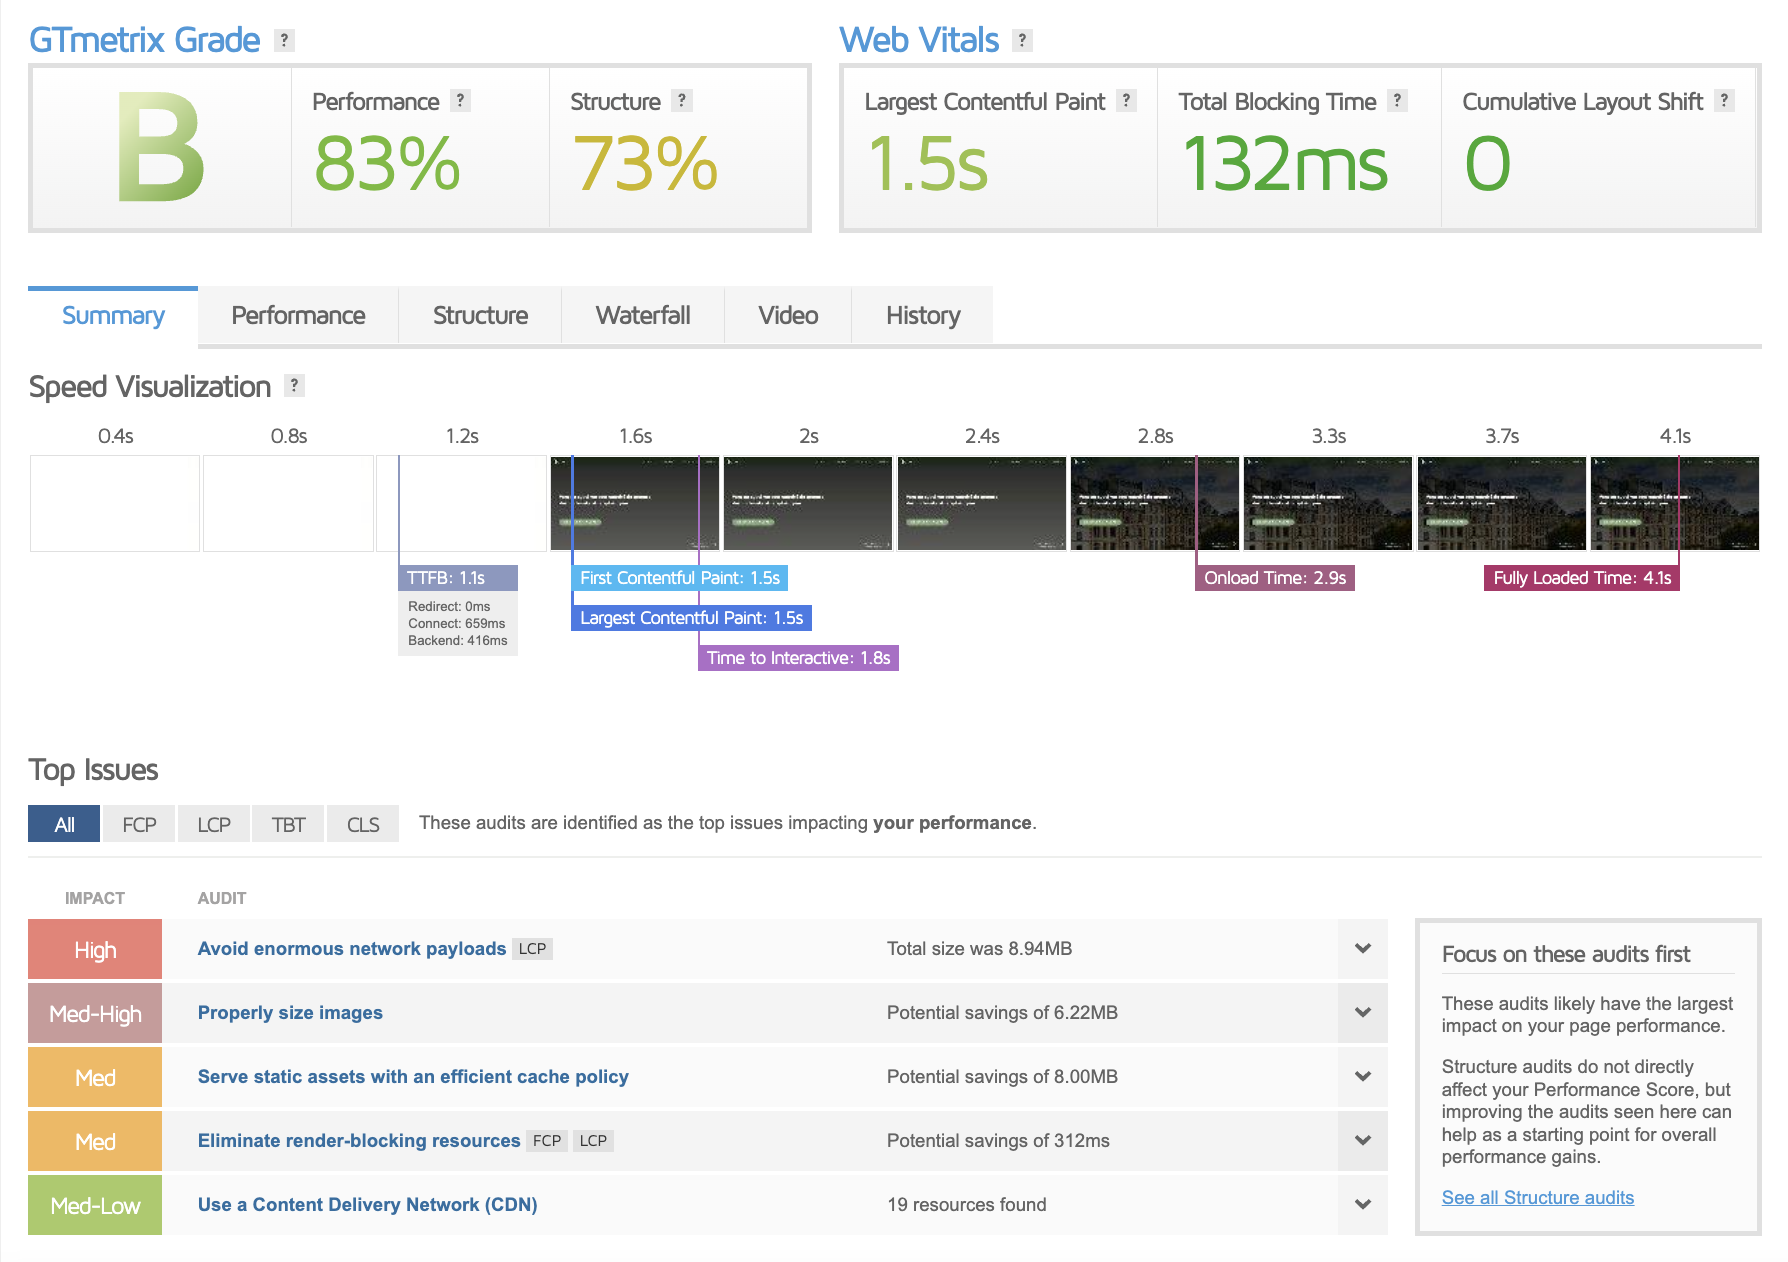 GTmetrix Grade ?
B
Performance ?
83%
Structure ?
73%
Web Vitals ?
Largest Contentful Paint ?
1.5s
Total Blocking Time ?
132ms
Cumulative Layout Shift ?
0
Summary
Performance
Structure
Waterfall
Video
History
Speed Visualization ?
0.4s
0.8s
1.2s
1.6s
2s
2.4s
2.8s
3.3s
3.7s
4.1s
TTFB: 1.1s
Redirect: 0ms
Connect: 659ms
Backend: 416ms
First Contentful Paint: 1.5s
Largest Contentful Paint: 1.5s
Time to Interactive: 1.8s
Onload Time: 2.9s
Fully Loaded Time: 4.1s
Top Issues
All
FCP
LCP
TBT
CLS
These audits are identified as the top issues impacting your performance.
IMPACT
AUDIT
High
Avoid enormous network payloads LCP
Total size was 8.94MB
Med-High
Properly size images
Potential savings of 6.22MB
Med
Serve static assets with an efficient cache policy
Potential savings of 8.00MB
Med
Eliminate render-blocking resources FCP LCP
Potential savings of 312ms
Med-Low
Use a Content Delivery Network (CDN)
19 resources found
Focus on these audits first
These audits likely have the largest
impact on your page performance.
Structure audits do not directly
affect your Performance Score, but
improving the audits seen here can
help as a starting point for overall
performance gains.
See all Structure audits